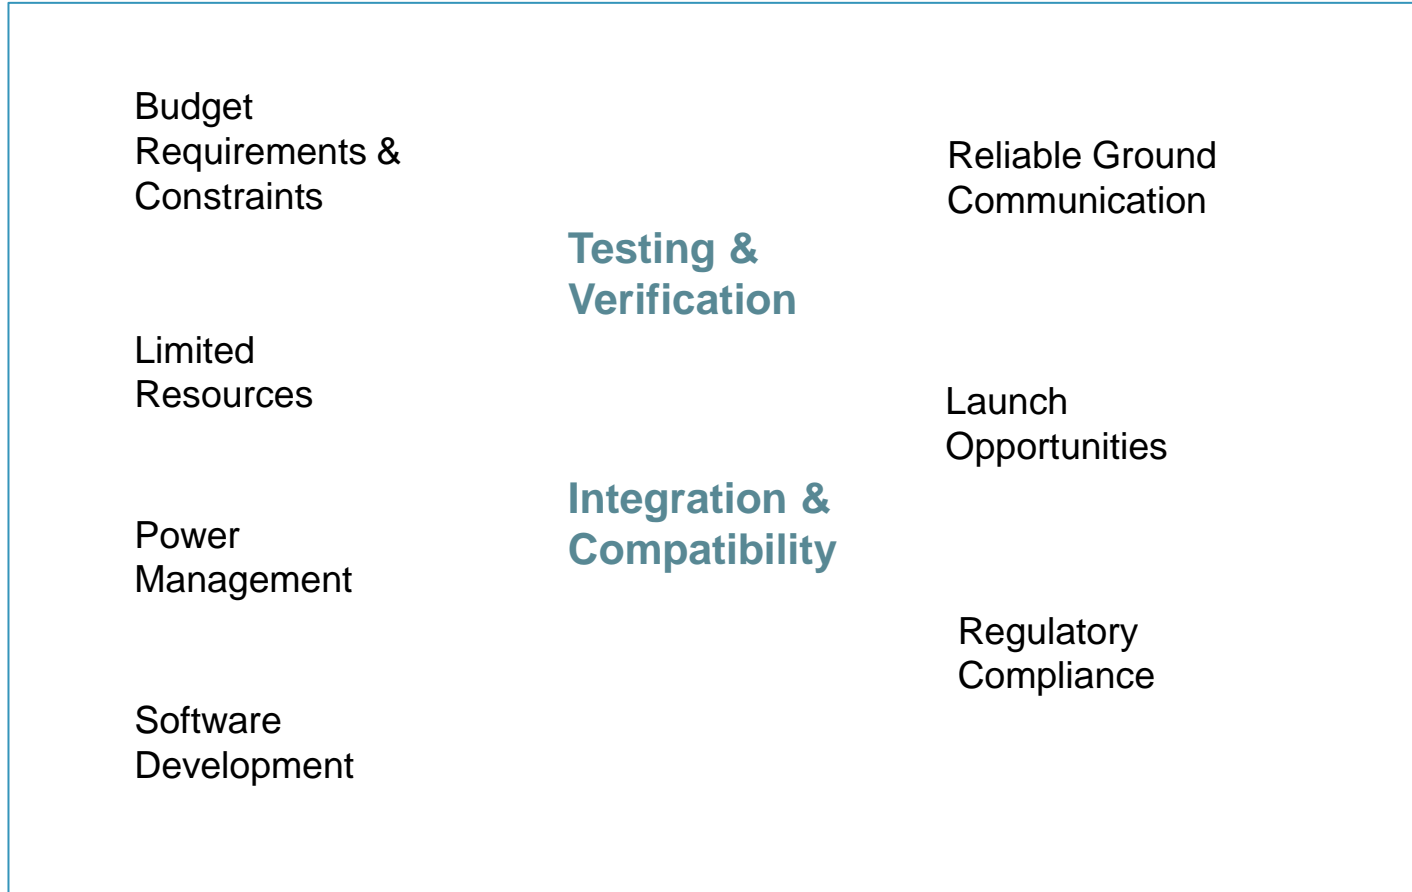 Budget
Requirements &
Constraints
Limited
Resources
Power
Management
Software
Development
Testing &
Verification
Integration &
Compatibility
Reliable Ground
Communication
Launch
Opportunities
Regulatory
Compliance